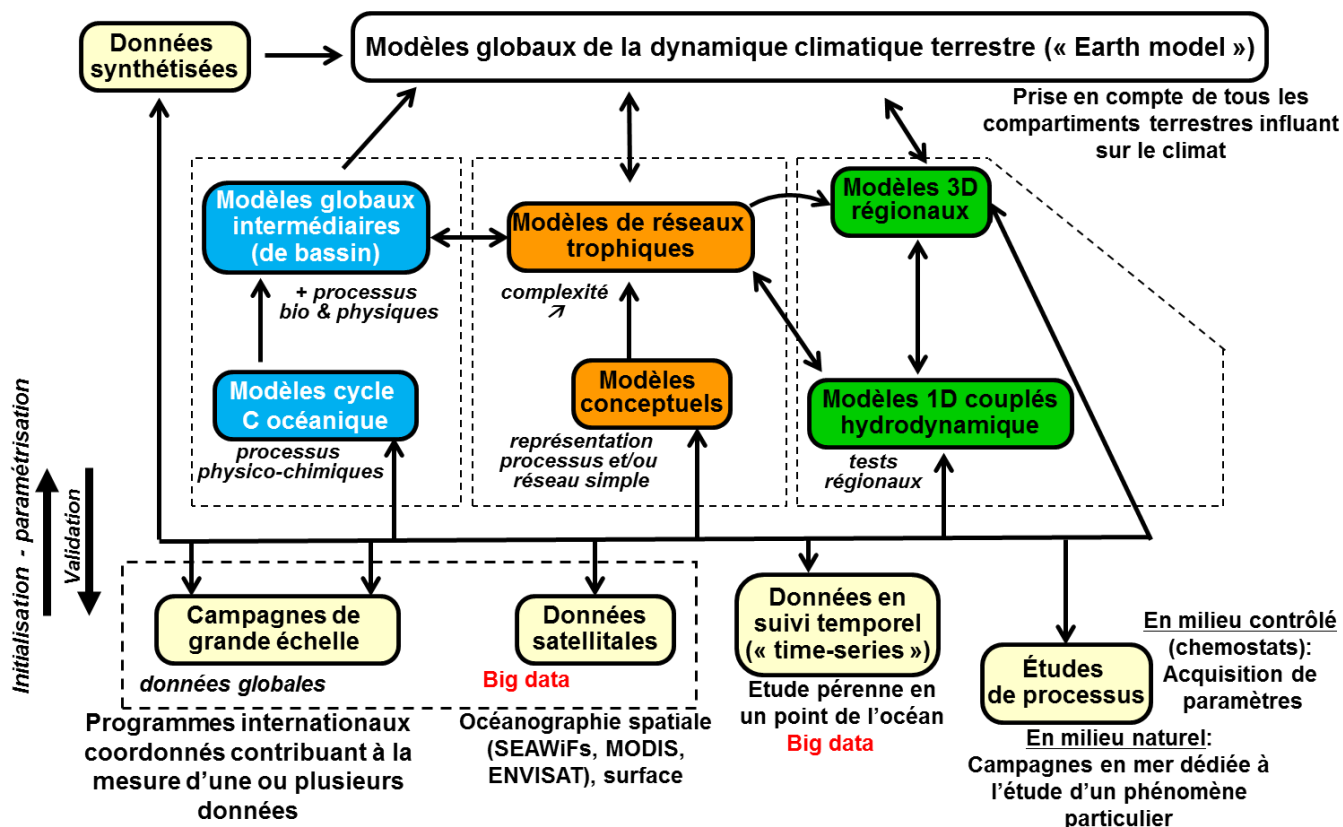 Données
synthétisées
Modèles globaux de la dynamique climatique terrestre (« Earth model »)
Prise en compte de tous les
compartiments terrestres influant
sur le climat
Modèles globaux
intermédiaires
(de bassin)
+ processus
bio & physiques
Modèles de réseaux
trophiques
complexité
↗
Modèles 3D
régionaux
Modèles cycle
C océanique
processus
physico-chimiques
Modèles
conceptuels
représentation
processus et/ou
réseau simple
Modèles 1D couplés
hydrodynamique
tests
régionaux
Initialisation - paramétrisation
Validation
Campagnes de
grande échelle
données globales
Données
satellitales
Big data
Données en
suivi temporel
(« time-series »)
Etude pérenne en
un point de l’océan
Big data
Études
de processus
En milieu contrôlé
(chemostats):
Acquisition de
paramètres
Programmes internationaux
coordonnés contribuant à la
mesure d’une ou plusieurs
données
Océanographie spatiale
(SEAWiFs, MODIS,
ENVISAT), surface
En milieu naturel:
Campagnes en mer dédiée à
l’étude d’un phénomène
particulier